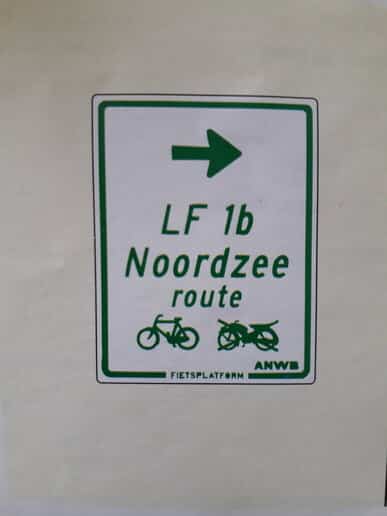 LF 1b
Noordzee
route
ANWB
FIETSPLATFORM